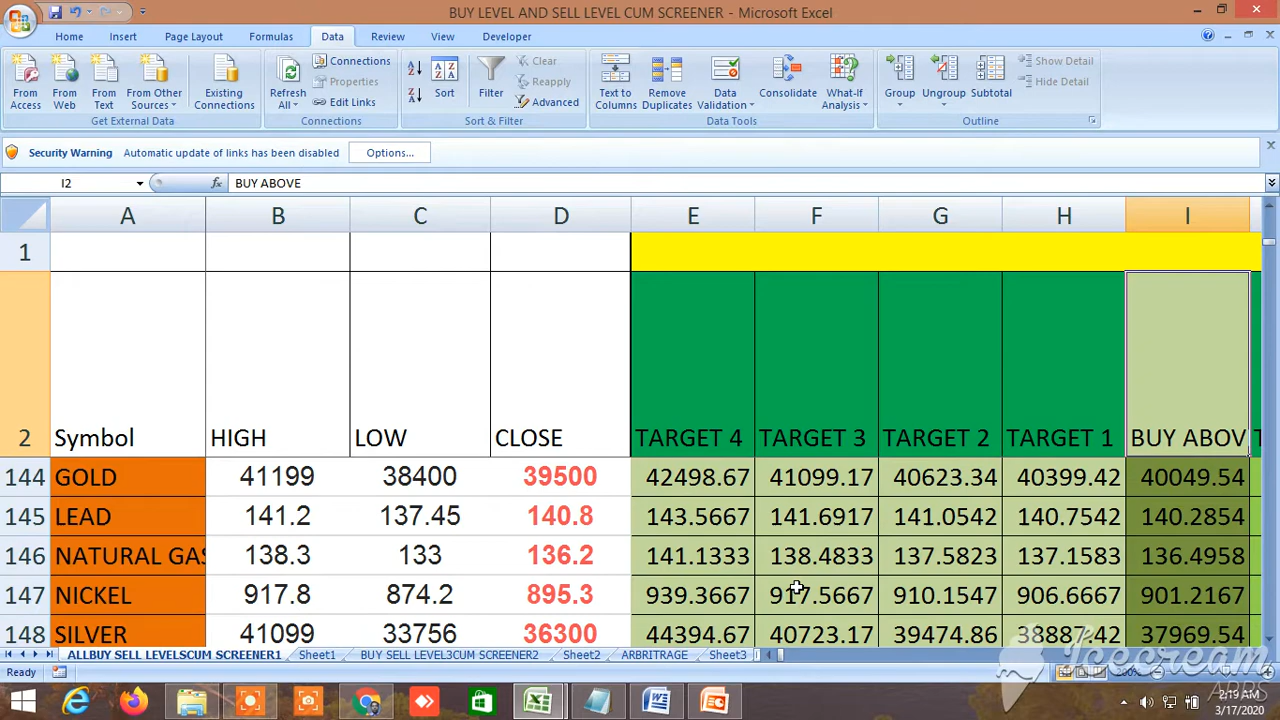 BUY LEVEL AND SELL LEVEL CUM SCREENER - Microsoft Excel
Home Insert Page Layout Formulas Data Review View Developer
From Access From Web From Text From Other Sources Existing Connections
Get External Data
Refresh All Connections Properties Edit Links
Connections
Sort Filter Clear Reapply Advanced
Sort & Filter
Text to Columns Remove Duplicates Data Validation Consolidate What-If Analysis
Data Tools
Group Ungroup Subtotal Show Detail Hide Detail
Outline
Security Warning Automatic update of links has been disabled Options...
I2 fx BUY ABOVE
A B C D E F G H I
1
2 Symbol HIGH LOW CLOSE TARGET 4 TARGET 3 TARGET 2 TARGET 1 BUY ABOV T
144 GOLD 41199 38400 39500 42498.67 41099.17 40623.34 40399.42 40049.54
145 LEAD 141.2 137.45 140.8 143.5667 141.6917 141.0542 140.7542 140.2854
146 NATURAL GAS 138.3 133 136.2 141.1333 138.4833 137.5823 137.1583 136.4958
147 NICKEL 917.8 874.2 895.3 939.3667 917.5667 910.1547 906.6667 901.2167
148 SILVER 41099 33756 36300 44394.67 40723.17 39474.86 38887.42 37969.54
ALLBUY SELL LEVELSCUM SCREENER1 Sheet1 BUY SELL LEVEL3CUM SCREENER2 Sheet2 ARBITRAGE Sheet3
Ready 200%
Icecream
APPS
2:19 AM
3/17/2020